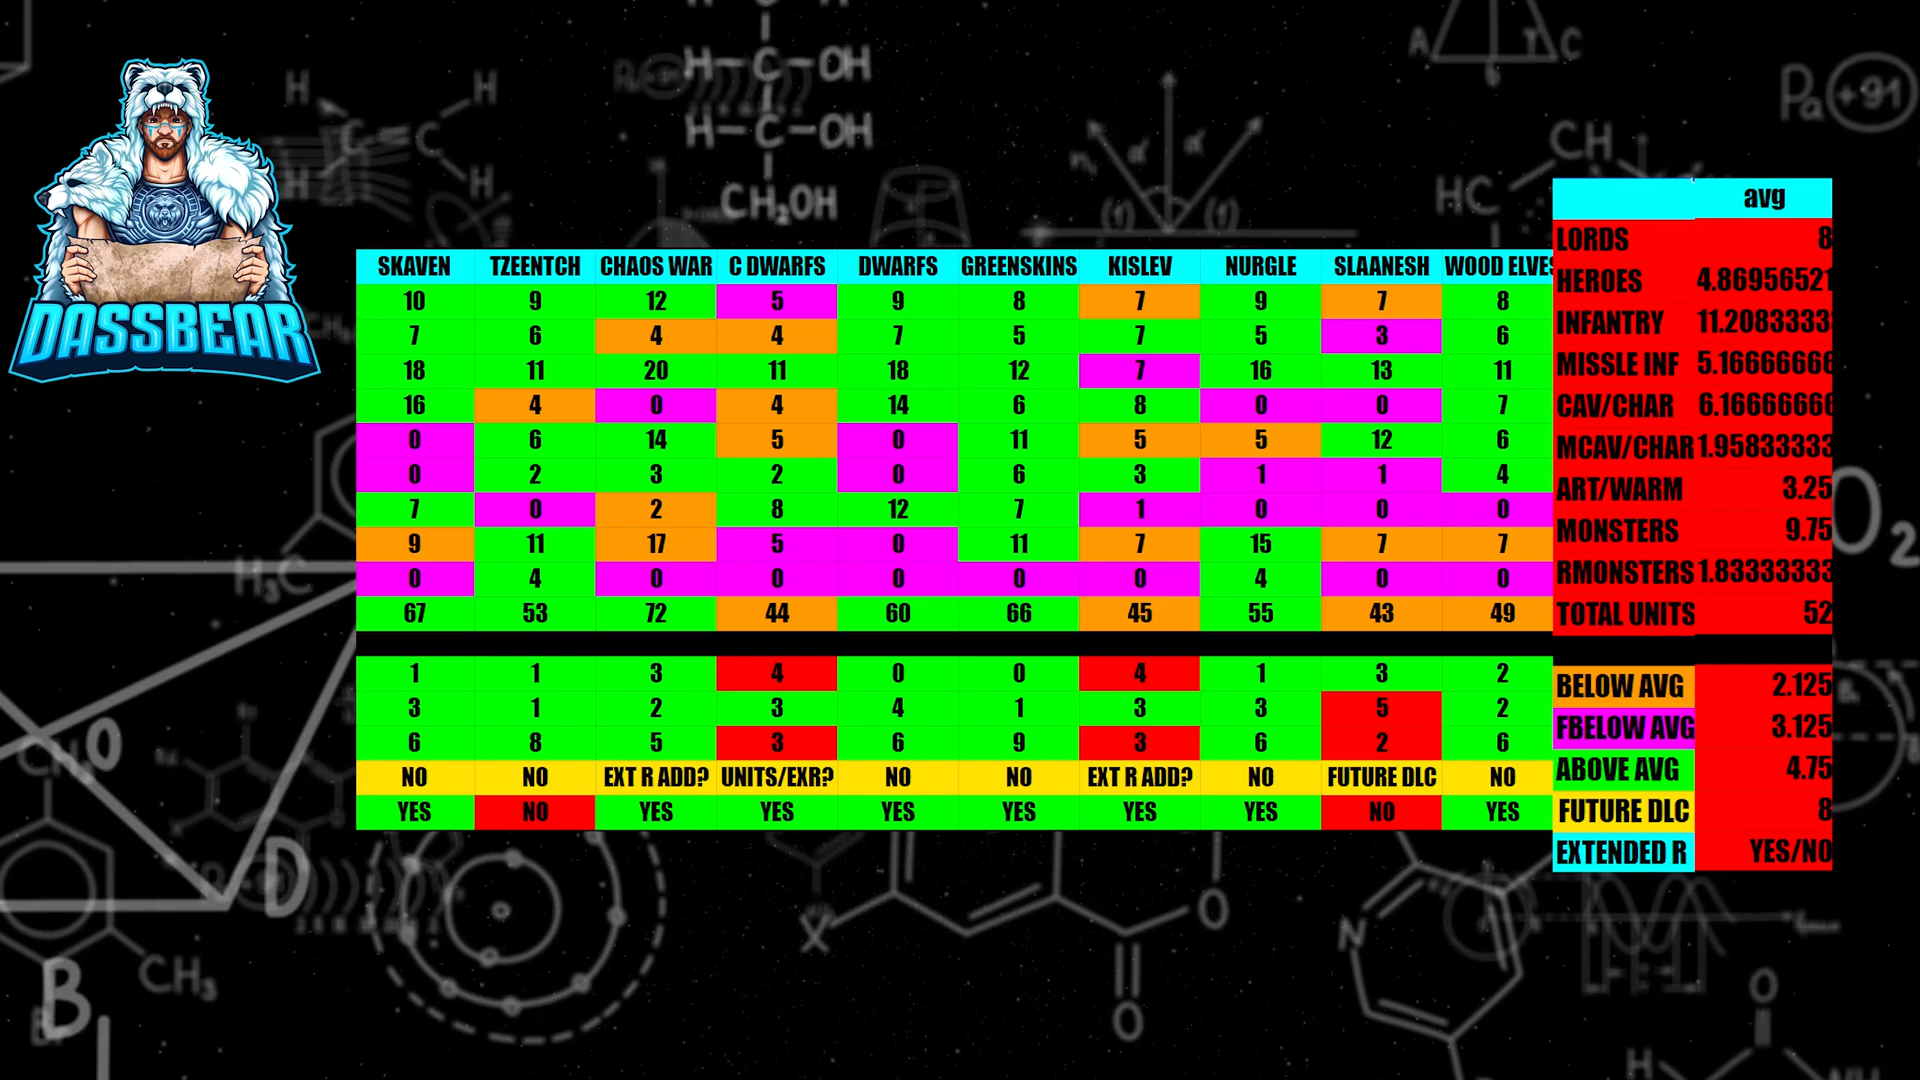 DASSBEAR
SKAVEN TZEENTCH CHAOS WAR C DWARFS DWARFS GREENSKINS KISLEV NURGLE SLAANESH WOOD ELVES
10 9 12 5 9 8 7 9 7 8
7 6 4 4 7 5 7 5 3 6
18 11 20 11 18 12 7 16 13 11
16 4 0 4 14 6 8 0 0 7
0 6 14 5 0 11 5 5 12 6
0 2 3 2 0 6 3 1 1 4
7 0 2 8 12 7 1 0 0 0
9 11 17 5 0 11 7 15 7 7
0 4 0 0 0 0 0 4 0 0
67 53 72 44 60 66 45 55 43 49
1 1 3 4 0 0 4 1 3 2
3 1 2 3 4 1 3 3 5 2
6 8 5 3 6 9 3 6 2 6
NO NO EXT R ADD? UNITS/EXR? NO NO EXT R ADD? NO FUTURE DLC NO
YES NO YES YES YES YES YES YES NO YES
avg
LORDS 8
HEROES 4.86956521
INFANTRY 11.20833333
MISSLE INF 5.16666666
CAV/CHAR 6.16666666
MCAV/CHAR 1.95833333
ART/WARM 3.25
MONSTERS 9.75
RMONSTERS 1.83333333
TOTAL UNITS 52
BELOW AVG 2.125
FBELOW AVG 3.125
ABOVE AVG 4.75
FUTURE DLC 8
EXTENDED R YES/NO
H C OH
H C OH
CH₂OH
H H
C C
H H
A C
Pa +91
CH
HC
H₃C
O₂
O
D
B
CH₃
X
O
O
N
O
H